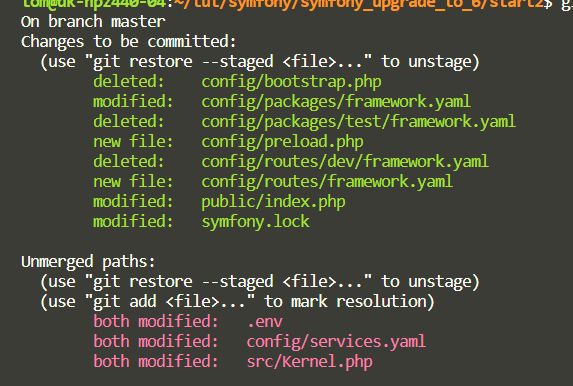 tom@dk-hp2440-04:~/tut/symfony/symfony_upgrade_to_6/start2$
On branch master
Changes to be committed:
(use "git restore --staged <file>..." to unstage)
deleted: config/bootstrap.php
modified: config/packages/framework.yaml
deleted: config/packages/test/framework.yaml
new file: config/preload.php
deleted: config/routes/dev/framework.yaml
new file: config/routes/framework.yaml
modified: public/index.php
modified: symfony.lock
Unmerged paths:
(use "git restore --staged <file>..." to unstage)
(use "git add <file>..." to mark resolution)
both modified: .env
both modified: config/services.yaml
both modified: src/Kernel.php